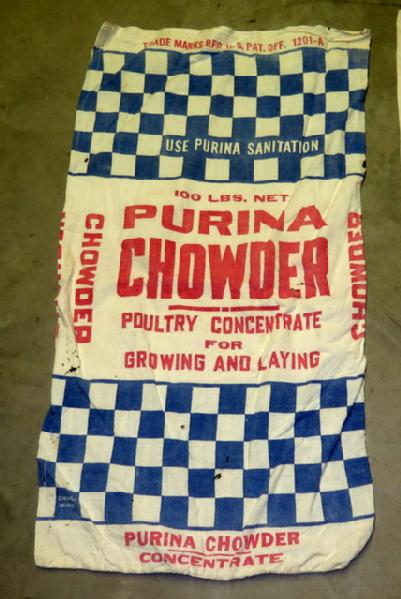 TRADE MARKS REG. U. S. PAT. OFF. 1201-A
USE PURINA SANITATION
100 LBS. NET
PURINA
CHOWDER
POULTRY CONCENTRATE
FOR
GROWING AND LAYING
CHOWDER
CHOWDER
PURINA CHOWDER
CONCENTRATE